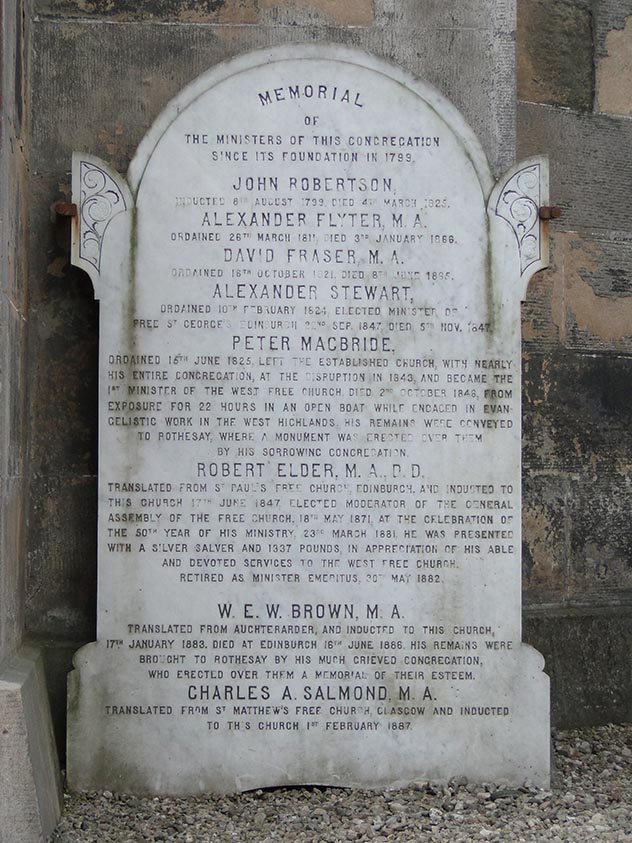 MEMORIAL
OF
THE MINISTERS OF THIS CONGREGATION
SINCE ITS FOUNDATION IN 1799.
JOHN ROBERTSON,
INDUCTED 8TH AUGUST 1799. DIED 4TH MARCH 1825.
ALEXANDER FLYTER, M.A.
ORDAINED 26TH MARCH 1811. DIED 3RD JANUARY 1866.
DAVID FRASER, M.A.
ORDAINED 16TH OCTOBER 1821. DIED 8TH JUNE 1895.
ALEXANDER STEWART,
ORDAINED 10TH FEBRUARY 1824. ELECTED MINISTER OF
FREE ST GEORGE'S EDINBURGH 22ND SEP. 1847. DIED 5TH NOV. 1847.
PETER MACBRIDE,
ORDAINED 15TH JUNE 1825, LEFT THE ESTABLISHED CHURCH, WITH NEARLY
HIS ENTIRE CONGREGATION, AT THE DISRUPTION IN 1843, AND BECAME THE
1ST MINISTER OF THE WEST FREE CHURCH. DIED 2ND OCTOBER 1846, FROM
EXPOSURE FOR 22 HOURS IN AN OPEN BOAT WHILE ENGAGED IN EVAN-
GELISTIC WORK IN THE WEST HIGHLANDS. HIS REMAINS WERE CONVEYED
TO ROTHESAY, WHERE A MONUMENT WAS ERECTED OVER THEM
BY HIS SORROWING CONGREGATION.
ROBERT ELDER, M.A., D.D.
TRANSLATED FROM ST PAUL'S FREE CHURCH, EDINBURGH, AND INDUCTED TO
THIS CHURCH 17TH JUNE 1847. ELECTED MODERATOR OF THE GENERAL
ASSEMBLY OF THE FREE CHURCH, 18TH MAY 1871. AT THE CELEBRATION OF
THE 50TH YEAR OF HIS MINISTRY, 23RD MARCH 1881, HE WAS PRESENTED
WITH A SILVER SALVER AND 1337 POUNDS, IN APPRECIATION OF HIS ABLE
AND DEVOTED SERVICES TO THE WEST FREE CHURCH.
RETIRED AS MINISTER EMERITUS, 30TH MAY 1882.
W. E. W. BROWN, M.A.
TRANSLATED FROM AUCHTERARDER, AND INDUCTED TO THIS CHURCH,
17TH JANUARY 1883. DIED AT EDINBURGH 16TH JUNE 1886. HIS REMAINS WERE
BROUGHT TO ROTHESAY BY HIS MUCH GRIEVED CONGREGATION,
WHO ERECTED OVER THEM A MEMORIAL OF THEIR ESTEEM.
CHARLES A. SALMOND, M.A.
TRANSLATED FROM ST MATTHEW'S FREE CHURCH, GLASGOW AND INDUCTED
TO THIS CHURCH 1ST FEBRUARY 1887.